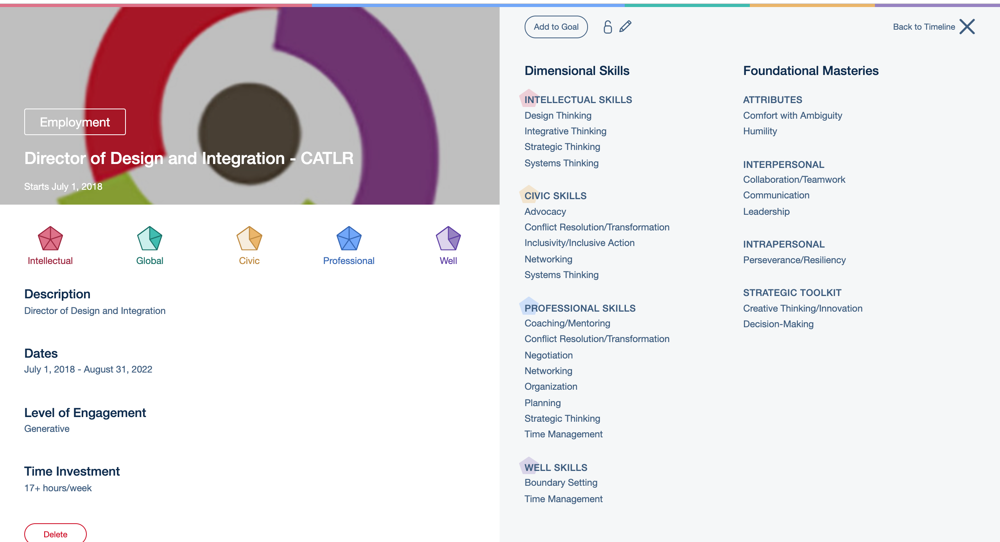 Employment
Director of Design and Integration - CATLR
Starts July 1, 2018
Intellectual
Global
Civic
Professional
Well
Description
Director of Design and Integration
Dates
July 1, 2018 - August 31, 2022
Level of Engagement
Generative
Time Investment
17+ hours/week
Delete
Add to Goal
Back to Timeline
Dimensional Skills
INTELLECTUAL SKILLS
Design Thinking
Integrative Thinking
Strategic Thinking
Systems Thinking
CIVIC SKILLS
Advocacy
Conflict Resolution/Transformation
Inclusivity/Inclusive Action
Networking
Systems Thinking
PROFESSIONAL SKILLS
Coaching/Mentoring
Conflict Resolution/Transformation
Negotiation
Networking
Organization
Planning
Strategic Thinking
Time Management
WELL SKILLS
Boundary Setting
Time Management
Foundational Masteries
ATTRIBUTES
Comfort with Ambiguity
Humility
INTERPERSONAL
Collaboration/Teamwork
Communication
Leadership
INTRAPERSONAL
Perseverance/Resiliency
STRATEGIC TOOLKIT
Creative Thinking/Innovation
Decision-Making